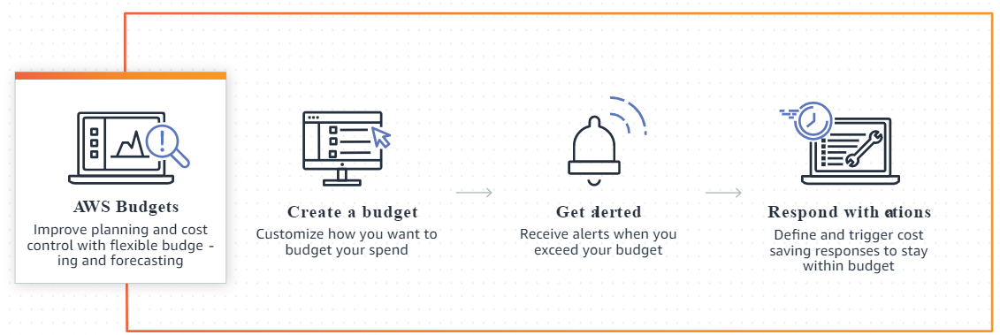 AWS Budgets
Improve planning and cost
control with flexible budge -
ing and forecasting
Create a budget
Customize how you want to
budget your spend
Get alerted
Receive alerts when you
exceed your budget
Respond with actions
Define and trigger cost
saving responses to stay
within budget